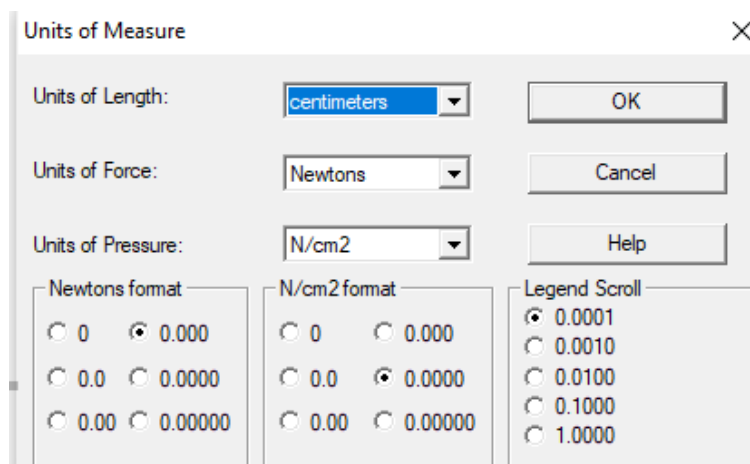 Units of Measure
Units of Length:
centimeters
OK
Units of Force:
Newtons
Cancel
Units of Pressure:
N/cm2
Help
Newtons format
0 0.000
0.0 0.0000
0.00 0.00000
N/cm2 format
0 0.000
0.0 0.0000
0.00 0.00000
Legend Scroll
0.0001
0.0010
0.0100
0.1000
1.0000